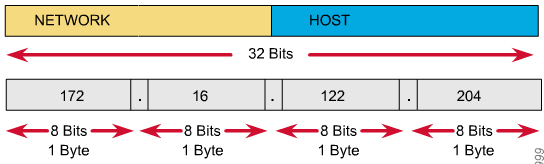 NETWORK HOST
32 Bits
172 . 16 . 122 . 204
8 Bits 8 Bits 8 Bits 8 Bits
1 Byte 1 Byte 1 Byte 1 Byte